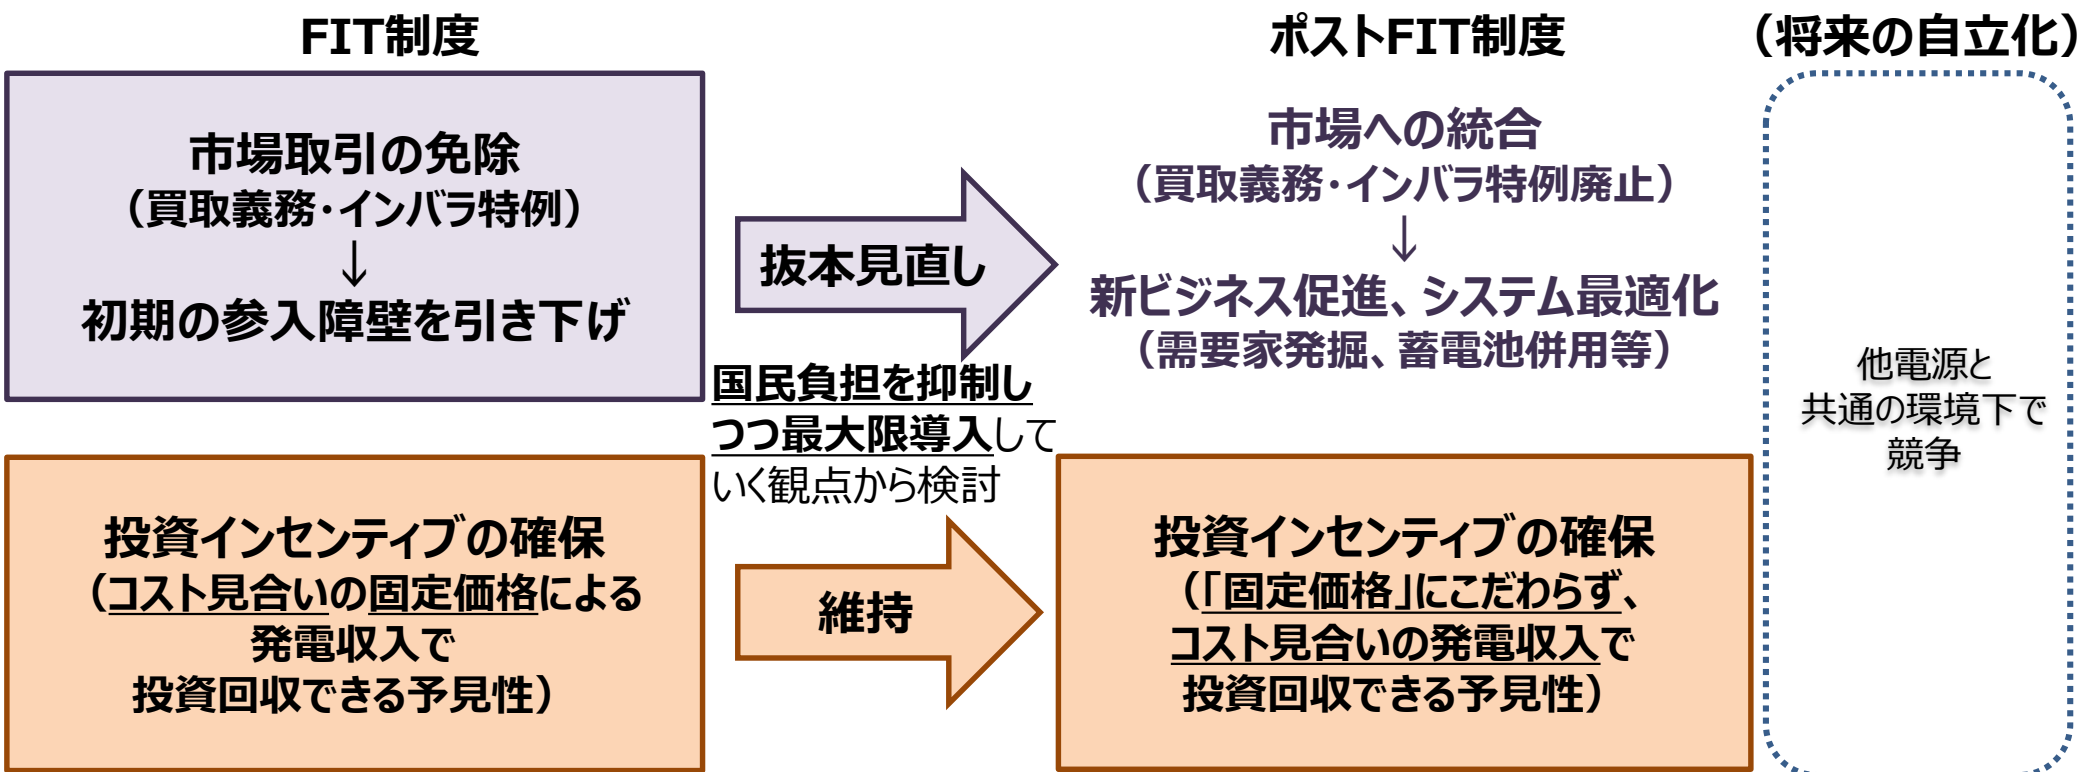 FIT制度
市場取引の免除
（買取義務・インバラ特例）
↓
初期の参入障壁を引き下げ
投資インセンティブの確保
（コスト見合いの固定価格による
発電収入で
投資回収できる予見性）
抜本見直し
国民負担を抑制し
つつ最大限導入して
いく観点から検討
維持
ポストFIT制度
市場への統合
（買取義務・インバラ特例廃止）
↓
新ビジネス促進、システム最適化
（需要家発掘、蓄電池併用等）
投資インセンティブの確保
（「固定価格」にこだわらず、
コスト見合いの発電収入で
投資回収できる予見性）
（将来の自立化）
他電源と
共通の環境下で
競争